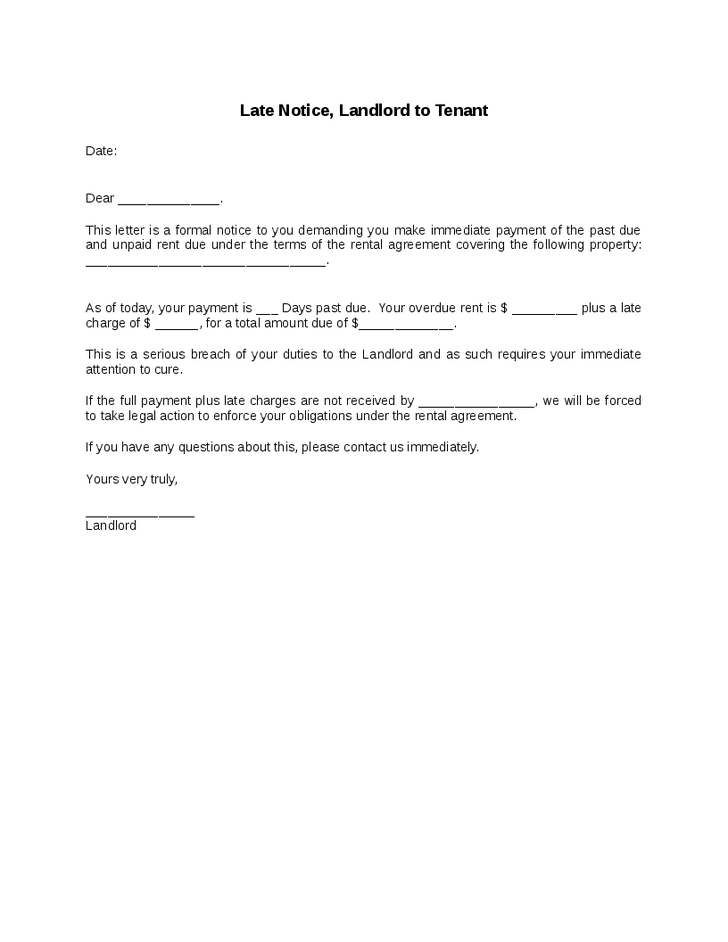 Late Notice, Landlord to Tenant
Date:
Dear _______________.
This letter is a formal notice to you demanding you make immediate payment of the past due
and unpaid rent due under the terms of the rental agreement covering the following property:
_________________________________.
As of today, your payment is ___ Days past due.  Your overdue rent is $ _________ plus a late
charge of $ ______, for a total amount due of $_____________.
This is a serious breach of your duties to the Landlord and as such requires your immediate
attention to cure.
If the full payment plus late charges are not received by ________________, we will be forced
to take legal action to enforce your obligations under the rental agreement.
If you have any questions about this, please contact us immediately.
Yours very truly,
________________
Landlord